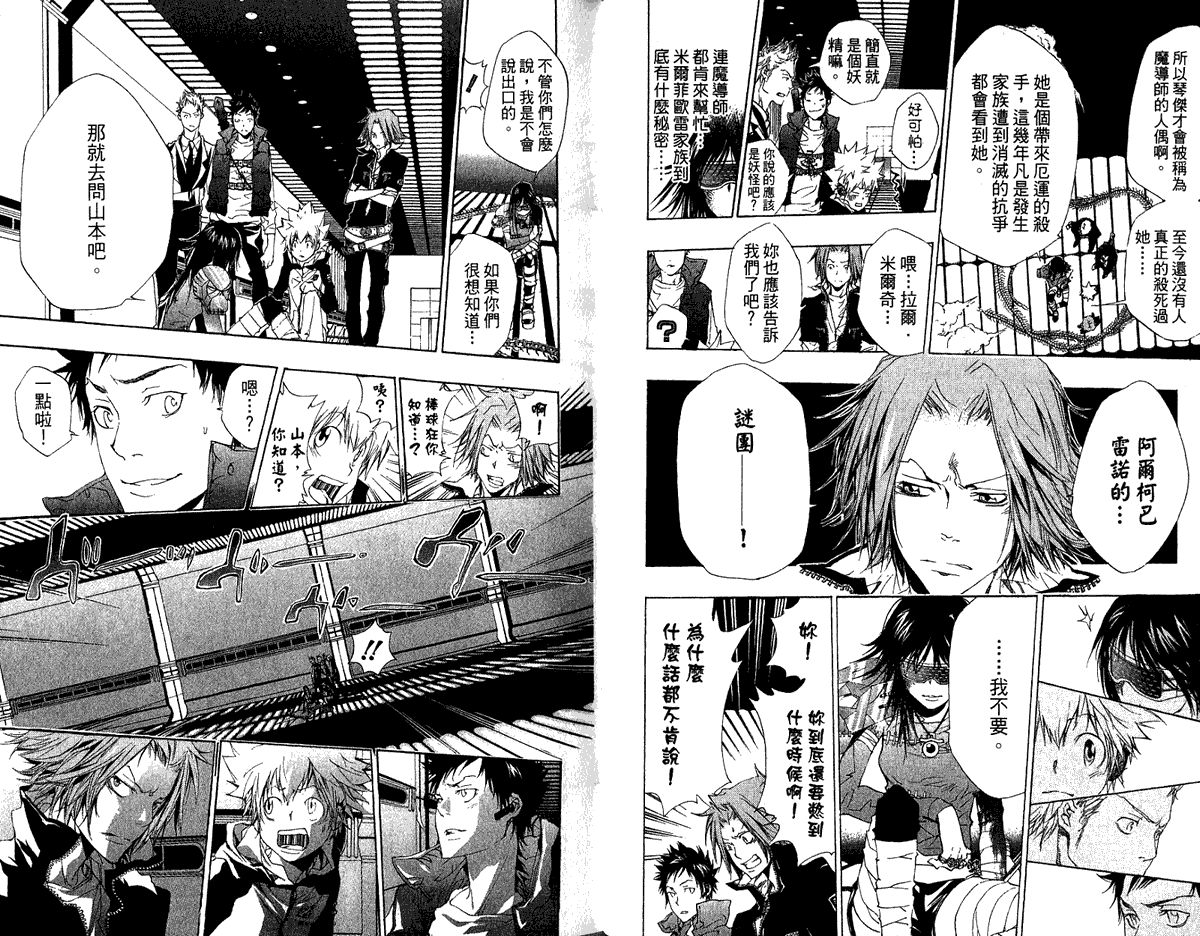 所以琴傑才會被稱為
魔導師的人偶啊。
至今還沒有人
真正的殺死過
她……
她是個帶來厄運的殺
手，這幾年凡是發生
家族遭到消滅的抗爭
都會看到她。
簡直就
是個妖
精嘛。
好可怕…
你說的應該
是妖怪吧？
連魔導師…
都肯來幫忙…
米爾菲歐雷家族到
底有什麼秘密……
喂…拉爾
米爾奇…
妳也應該告訴
我們了吧？
？
阿爾柯巴
雷諾的…
謎團——！
……我不要。
妳！
妳到底還要憋到
什麼時候啊！
為什麼
什麼話都不肯說！
不管你們怎麼
說，我是不會
說出口的。
！
如果你們
很想知道…
那就去問山本吧。
啊！
棒球狂你
知道…？
咦？
山本，
你知道？
嗯…？
一點啦！
ゴ
ゴ
ゴ
ゴ
!!